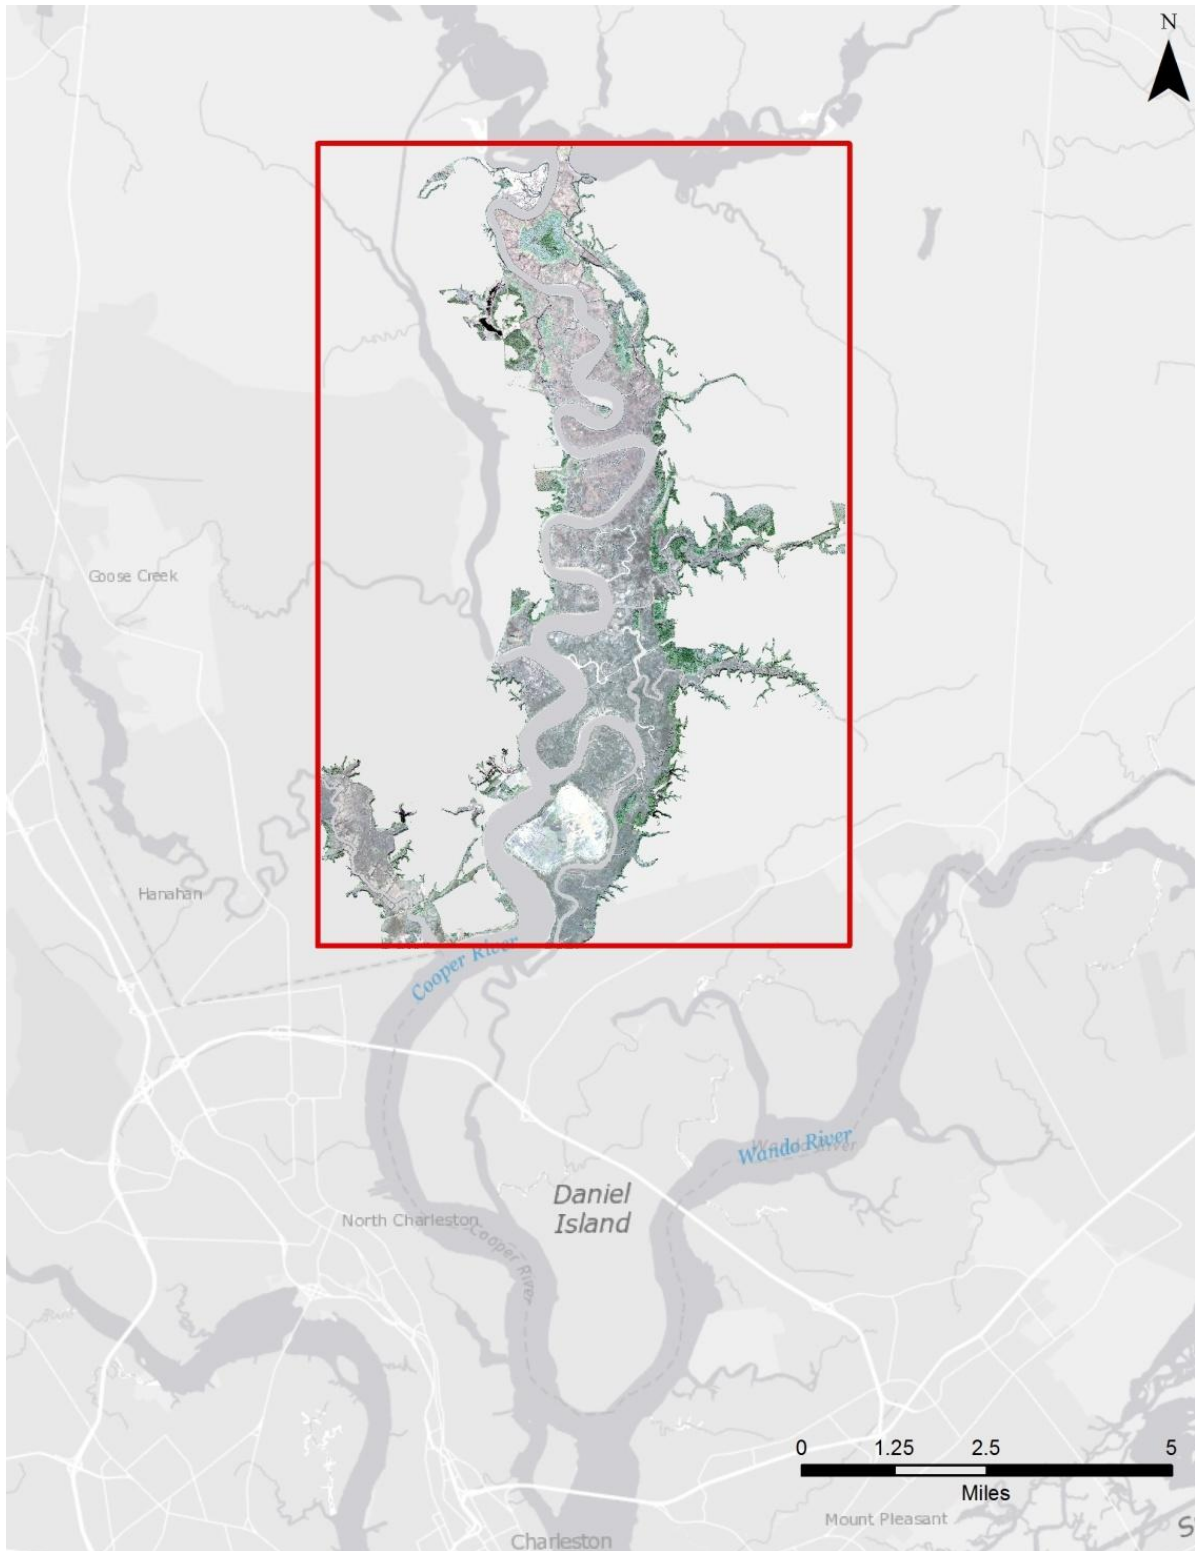 N
Goose Creek
Hanahan
Cooper River
Wando River
Daniel
Island
North Charleston
Cooper River
0 1.25 2.5 5
Miles
Mount Pleasant
Charleston